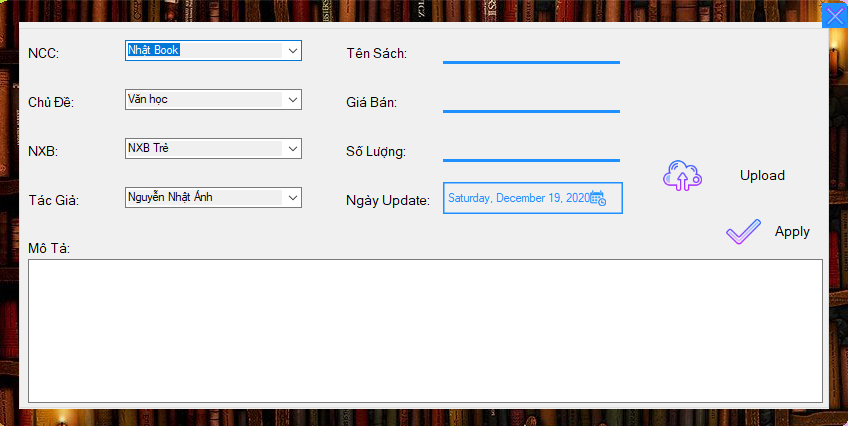 NCC: Nhật Book Tên Sách:
Chủ Đề: Văn học Giá Bán:
NXB: NXB Trẻ Số Lượng:
Tác Giả: Nguyễn Nhật Ánh Ngày Update: Saturday, December 19, 2020
Upload
Apply
Mô Tả: